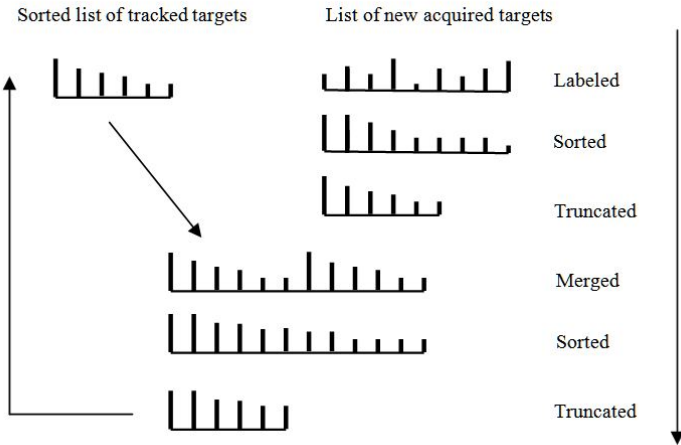 Sorted list of tracked targets
List of new acquired targets
Labeled
Sorted
Truncated
Merged
Sorted
Truncated